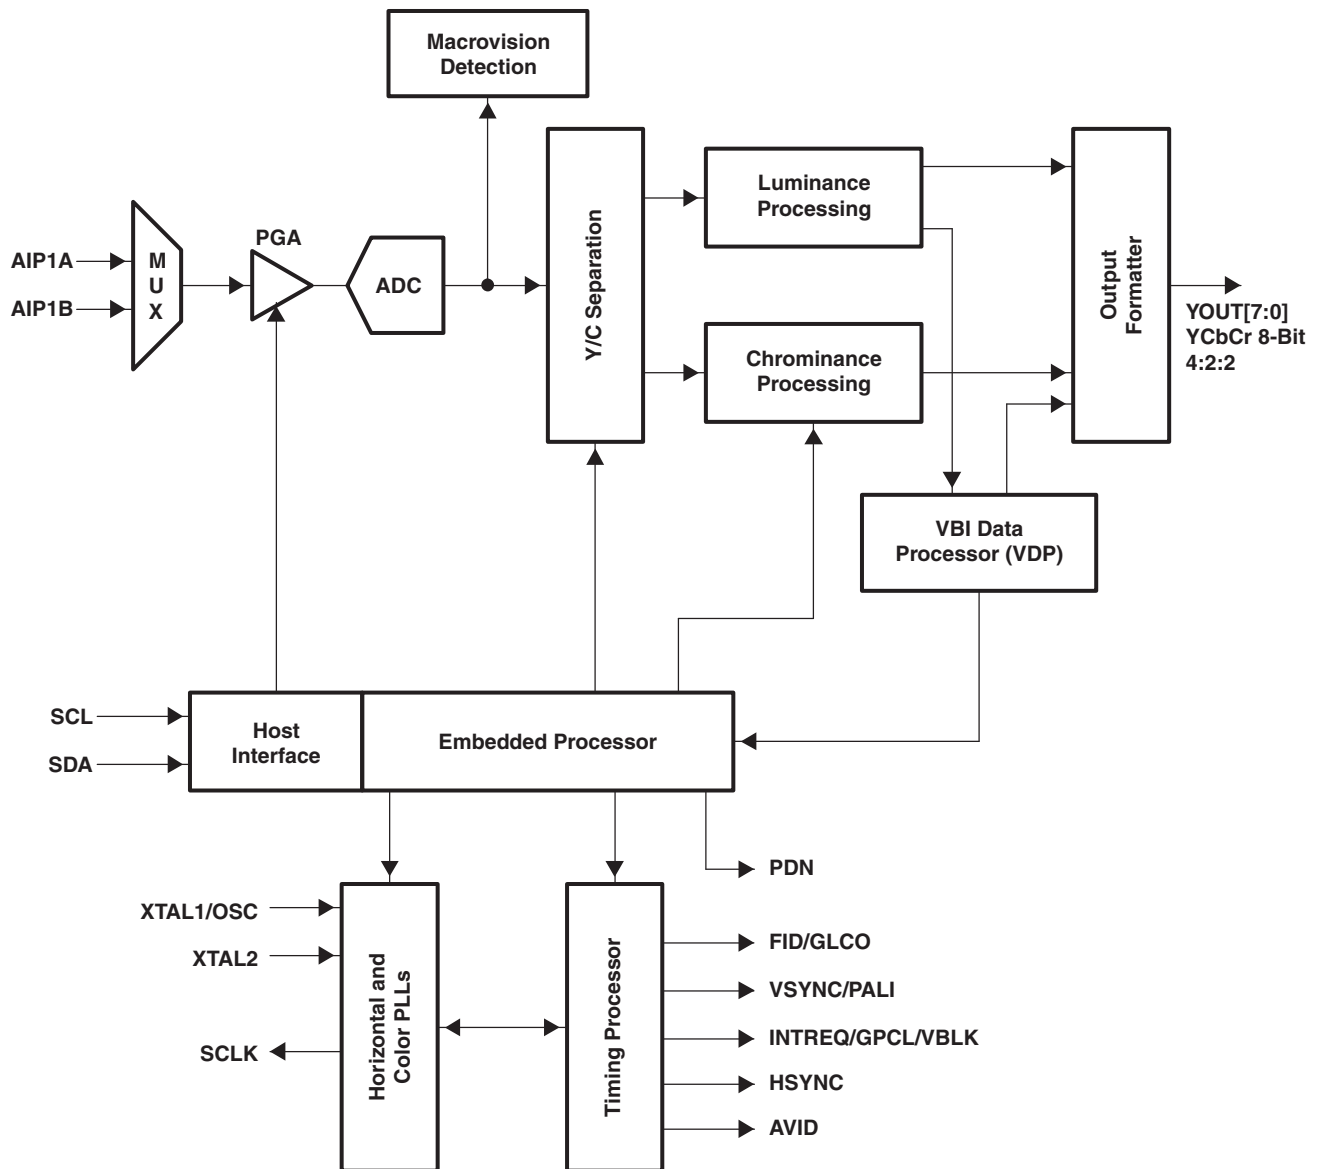 Macrovision
Detection
PGA
AIP1A
AIP1B
M
U
X
ADC
Y/C Separation
Luminance
Processing
Chrominance
Processing
Output
Formatter
YOUT[7:0]
YCbCr 8-Bit
4:2:2
VBI Data
Processor (VDP)
SCL
SDA
Host
Interface
Embedded Processor
PDN
XTAL1/OSC
XTAL2
SCLK
Horizontal and
Color PLLs
Timing Processor
FID/GLCO
VSYNC/PALI
INTREQ/GPCL/VBLK
HSYNC
AVID